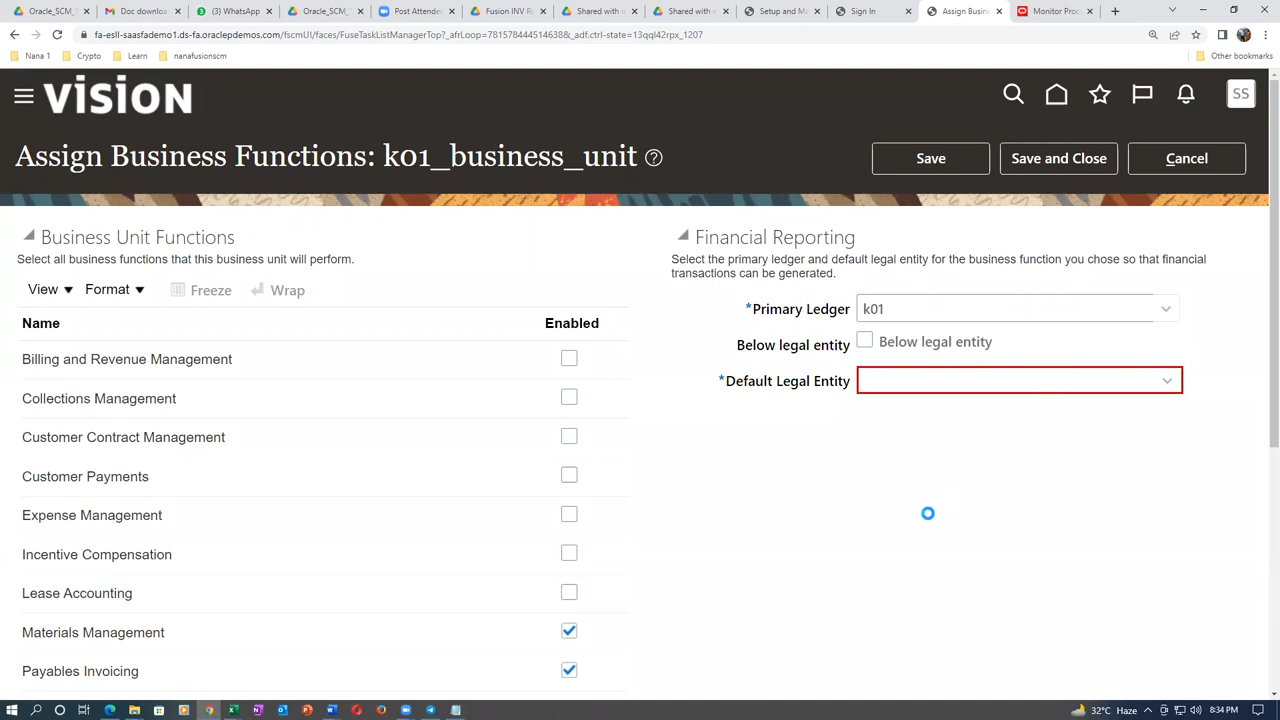 Oracle_SCM_
Doc downlo
(3) WhatsApp
Oracle_SCM_
Post Attende
Fusion INV R
Shared with
Shared with
Setup and M
Sign In
Assign Busin
Monitor Proc
fa-esll-saasfademo1.ds-fa.oraclepdemos.com/fscmUI/faces/FuseTaskListManagerTop?_afrLoop=78157844514638&_adf.ctrl-state=13qql42rpx_1207
Nana 1
Crypto
Learn
nanafusionscm
Other bookmarks
VISION
SS
Assign Business Functions: k01_business_unit
Save
Save and Close
Cancel
Business Unit Functions
Select all business functions that this business unit will perform.
View
Format
Freeze
Wrap
Name
Enabled
Billing and Revenue Management
Collections Management
Customer Contract Management
Customer Payments
Expense Management
Incentive Compensation
Lease Accounting
Materials Management
Payables Invoicing
Financial Reporting
Select the primary ledger and default legal entity for the business function you chose so that financial
transactions can be generated.
*Primary Ledger
k01
Below legal entity
Below legal entity
*Default Legal Entity
32°C Haze
8:34 PM